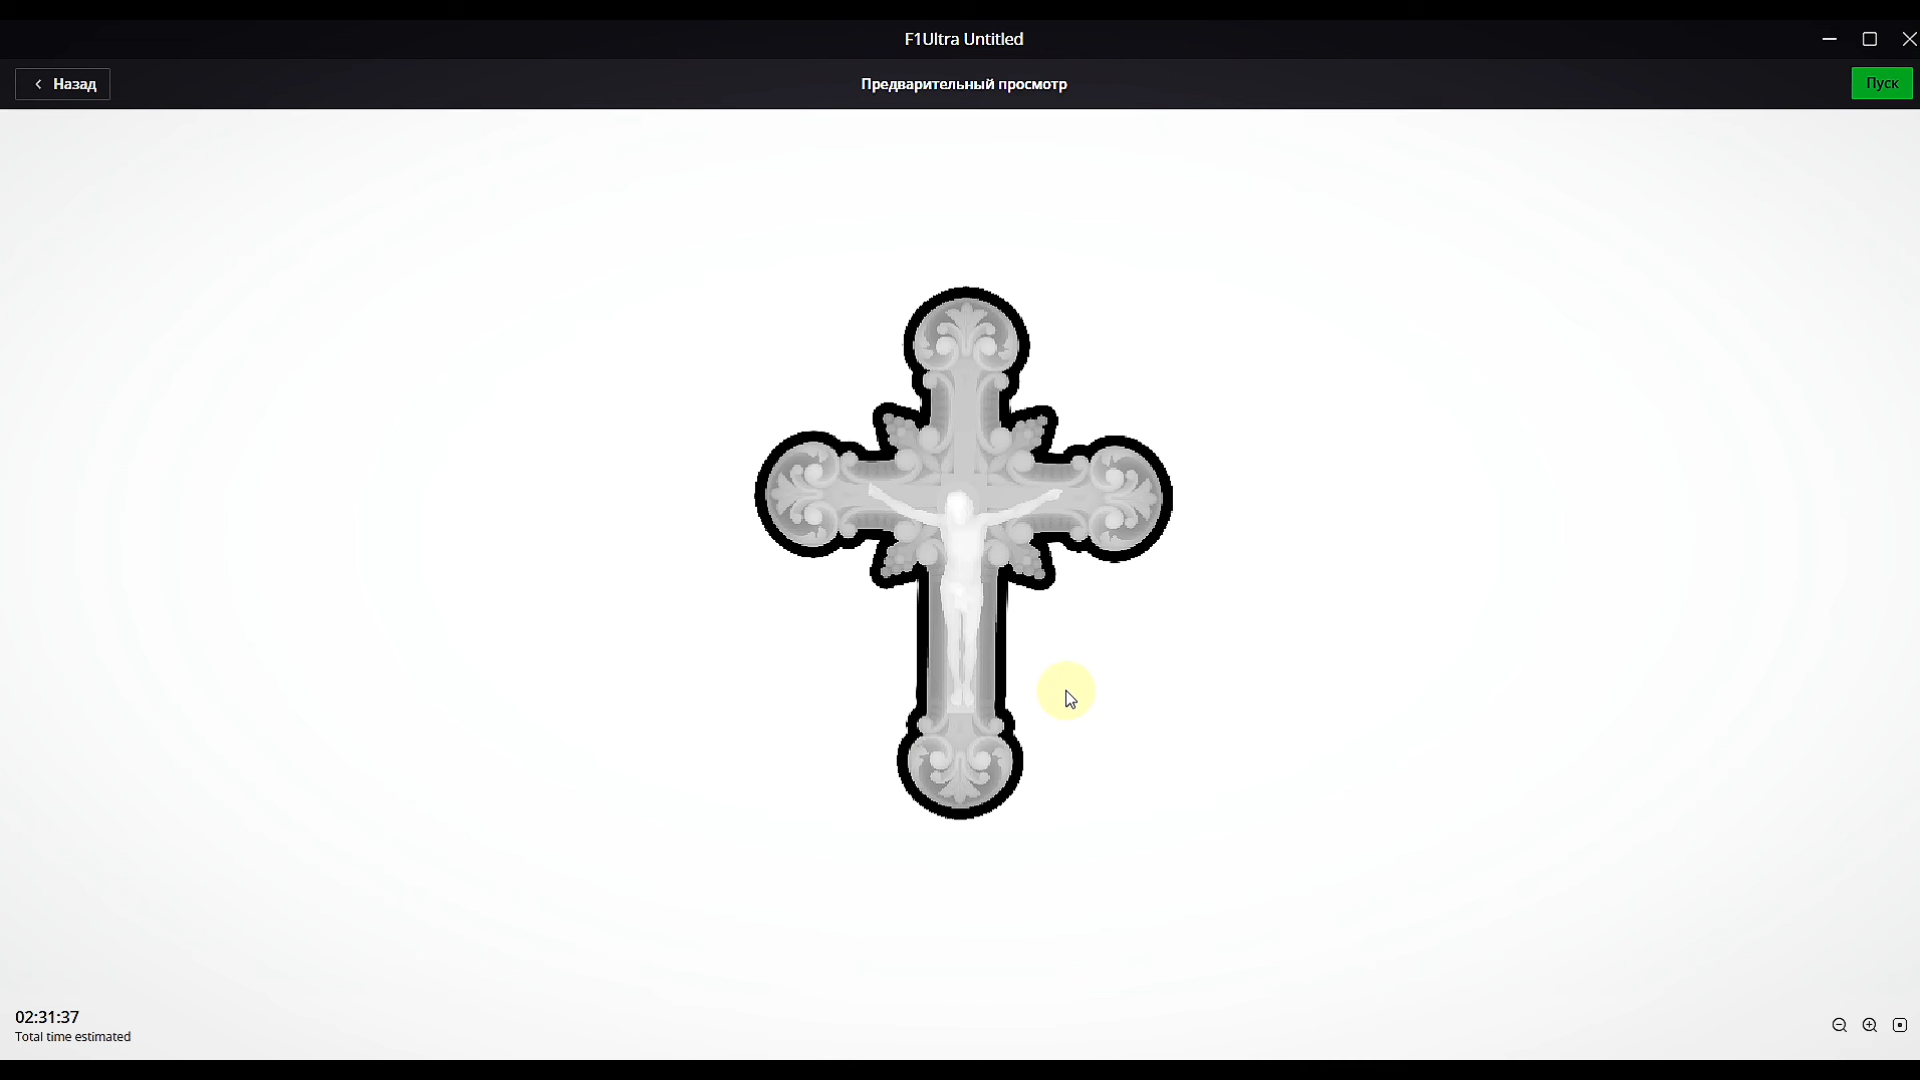 F1Ultra Untitled
Назад
Предварительный просмотр
Пуск
02:31:37
Total time estimated